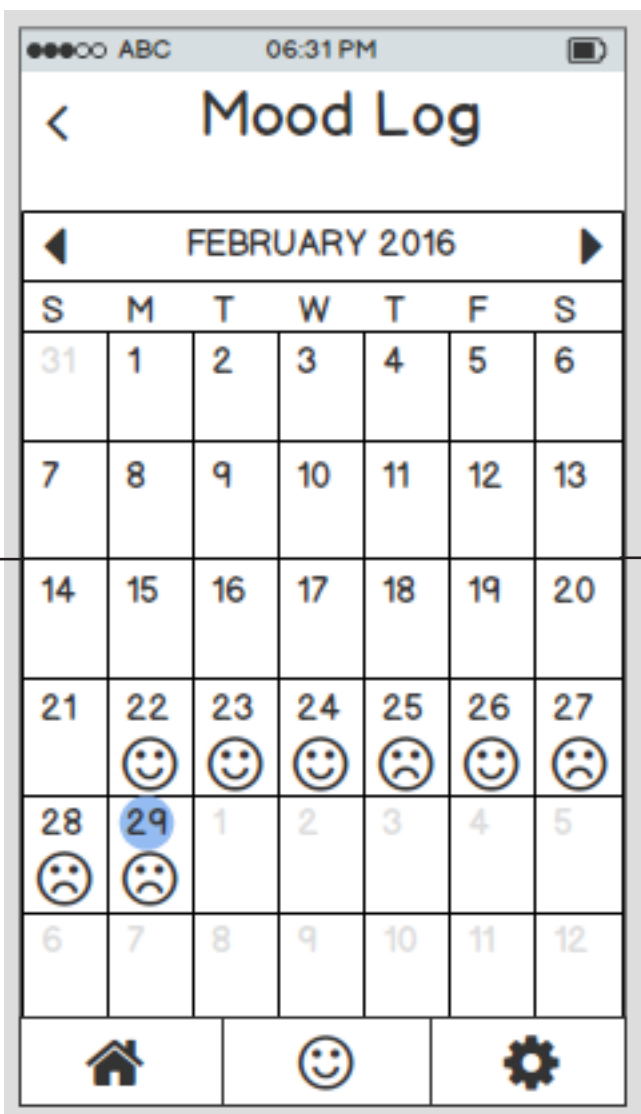 ABC 06:31 PM
Mood Log
FEBRUARY 2016
S M T W T F S
31 1 2 3 4 5 6
7 8 9 10 11 12 13
14 15 16 17 18 19 20
21 22 23 24 25 26 27
28 29 1 2 3 4 5
6 7 8 9 10 11 12